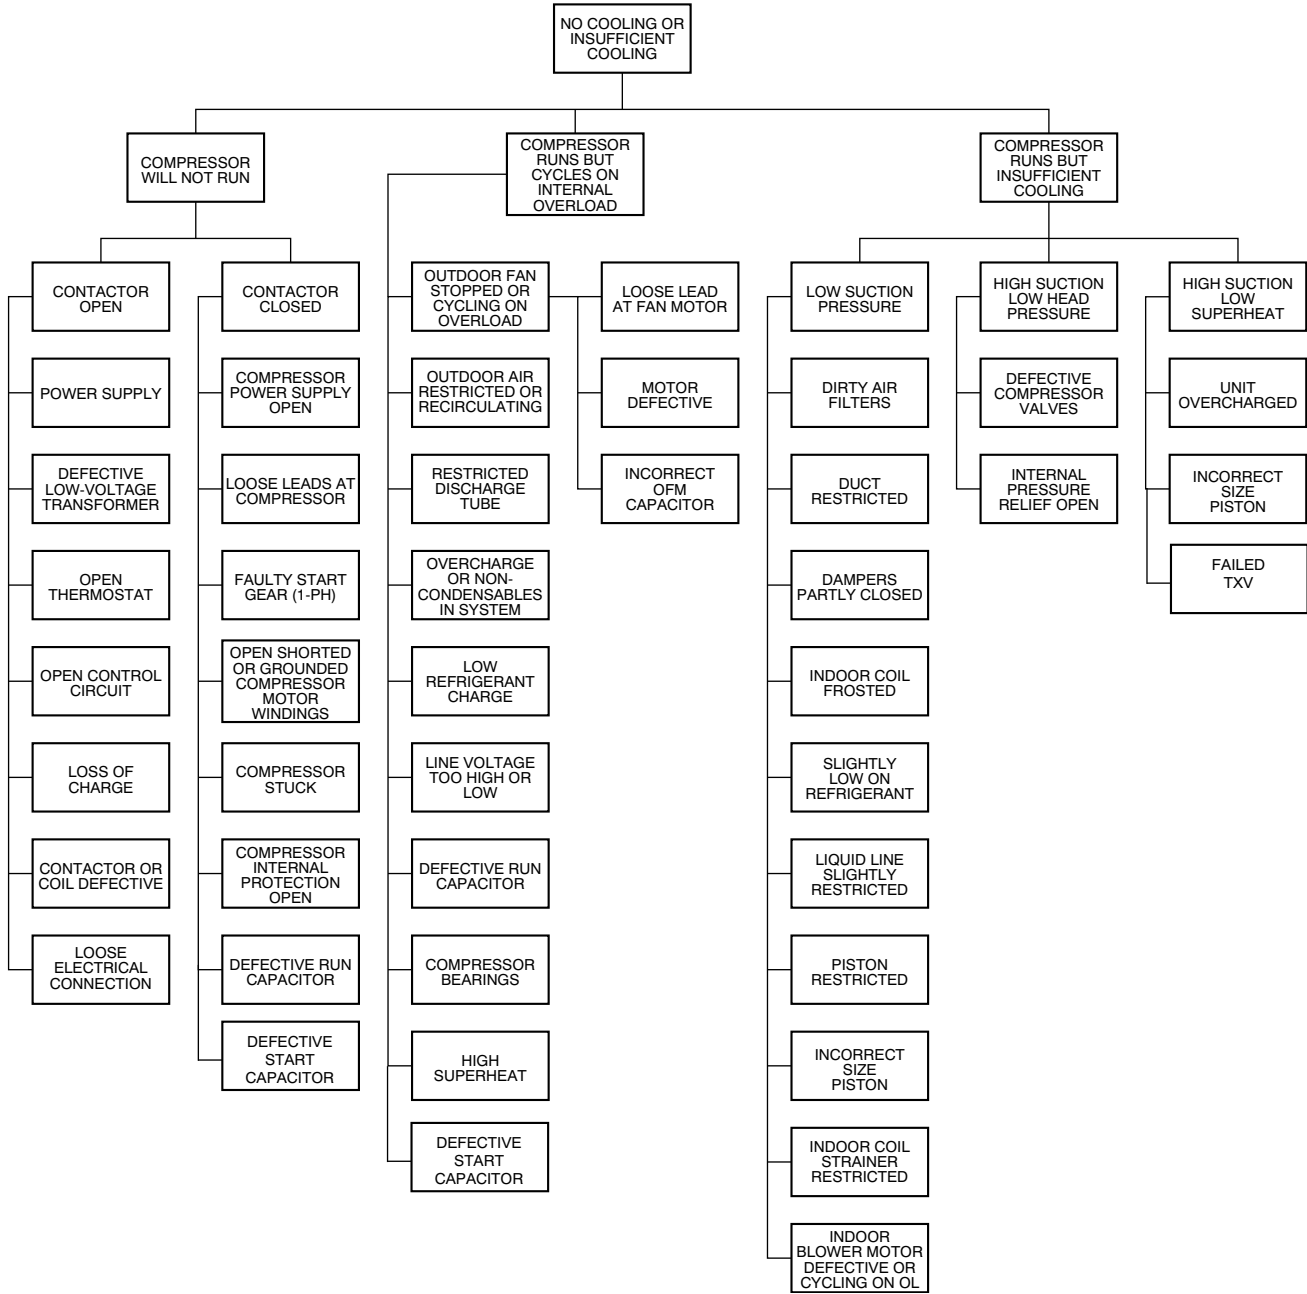 NO COOLING OR
INSUFFICIENT
COOLING
COMPRESSOR
WILL NOT RUN
COMPRESSOR
RUNS BUT
CYCLES ON
INTERNAL
OVERLOAD
COMPRESSOR
RUNS BUT
INSUFFICIENT
COOLING
CONTACTOR
OPEN
POWER SUPPLY
DEFECTIVE
LOW-VOLTAGE
TRANSFORMER
OPEN
THERMOSTAT
OPEN CONTROL
CIRCUIT
LOSS OF
CHARGE
CONTACTOR OR
COIL DEFECTIVE
LOOSE
ELECTRICAL
CONNECTION
CONTACTOR
CLOSED
COMPRESSOR
POWER SUPPLY
OPEN
LOOSE LEADS AT
COMPRESSOR
FAULTY START
GEAR (1-PH)
OPEN SHORTED
OR GROUNDED
COMPRESSOR
MOTOR
WINDINGS
COMPRESSOR
STUCK
COMPRESSOR
INTERNAL
PROTECTION
OPEN
DEFECTIVE RUN
CAPACITOR
DEFECTIVE
START
CAPACITOR
OUTDOOR FAN
STOPPED OR
CYCLING ON
OVERLOAD
OUTDOOR AIR
RESTRICTED OR
RECIRCULATING
RESTRICTED
DISCHARGE
TUBE
OVERCHARGE
OR NON-
CONDENSABLES
IN SYSTEM
LOW
REFRIGERANT
CHARGE
LINE VOLTAGE
TOO HIGH OR
LOW
DEFECTIVE RUN
CAPACITOR
COMPRESSOR
BEARINGS
HIGH
SUPERHEAT
DEFECTIVE
START
CAPACITOR
LOOSE LEAD
AT FAN MOTOR
MOTOR
DEFECTIVE
INCORRECT
OFM
CAPACITOR
LOW SUCTION
PRESSURE
DIRTY AIR
FILTERS
DUCT
RESTRICTED
DAMPERS
PARTLY CLOSED
INDOOR COIL
FROSTED
SLIGHTLY
LOW ON
REFRIGERANT
LIQUID LINE
SLIGHTLY
RESTRICTED
PISTON
RESTRICTED
INCORRECT
SIZE
PISTON
INDOOR COIL
STRAINER
RESTRICTED
INDOOR
BLOWER MOTOR
DEFECTIVE OR
CYCLING ON OL
HIGH SUCTION
LOW HEAD
PRESSURE
DEFECTIVE
COMPRESSOR
VALVES
INTERNAL
PRESSURE
RELIEF OPEN
HIGH SUCTION
LOW
SUPERHEAT
UNIT
OVERCHARGED
INCORRECT
SIZE
PISTON
FAILED
TXV